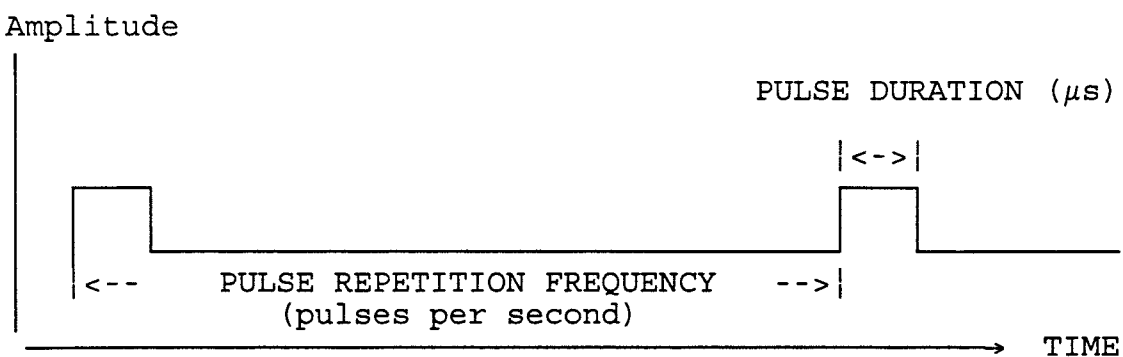 Amplitude
PULSE DURATION (μs)
|<->|
|<-- PULSE REPETITION FREQUENCY -->|
(pulses per second)
TIME